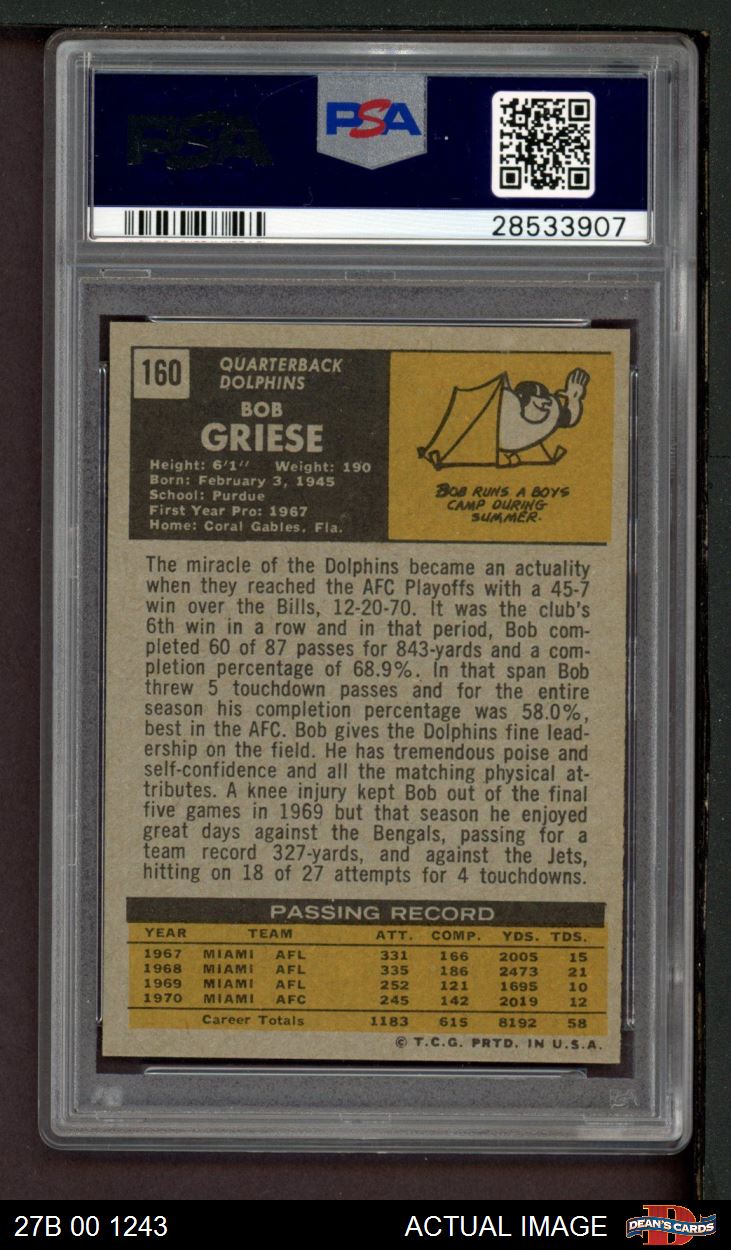 PSA
PSA
28533907
160
QUARTERBACK
DOLPHINS
BOB
GRIESE
Height: 6'1" Weight: 190
Born: February 3, 1945
School: Purdue
First Year Pro: 1967
Home: Coral Gables, Fla.
BOB RUNS A BOYS
CAMP DURING
SUMMER.
The miracle of the Dolphins became an actuality
when they reached the AFC Playoffs with a 45-7
win over the Bills, 12-20-70. It was the club's
6th win in a row and in that period, Bob com-
pleted 60 of 87 passes for 843-yards and a com-
pletion percentage of 68.9%. In that span Bob
threw 5 touchdown passes and for the entire
season his completion percentage was 58.0%,
best in the AFC. Bob gives the Dolphins fine lead-
ership on the field. He has tremendous poise and
self-confidence and all the matching physical at-
tributes. A knee injury kept Bob out of the final
five games in 1969 but that season he enjoyed
great days against the Bengals, passing for a
team record 327-yards, and against the Jets,
hitting on 18 of 27 attempts for 4 touchdowns.
PASSING RECORD
YEAR TEAM ATT. COMP. YDS. TDS.
1967 MIAMI AFL 331 166 2005 15
1968 MIAMI AFL 335 186 2473 21
1969 MIAMI AFL 252 121 1695 10
1970 MIAMI AFC 245 142 2019 12
Career Totals 1183 615 8192 58
© T.C.G. PRTD. IN U.S.A.
27B 00 1243
ACTUAL IMAGE
DEAN'S CARDS